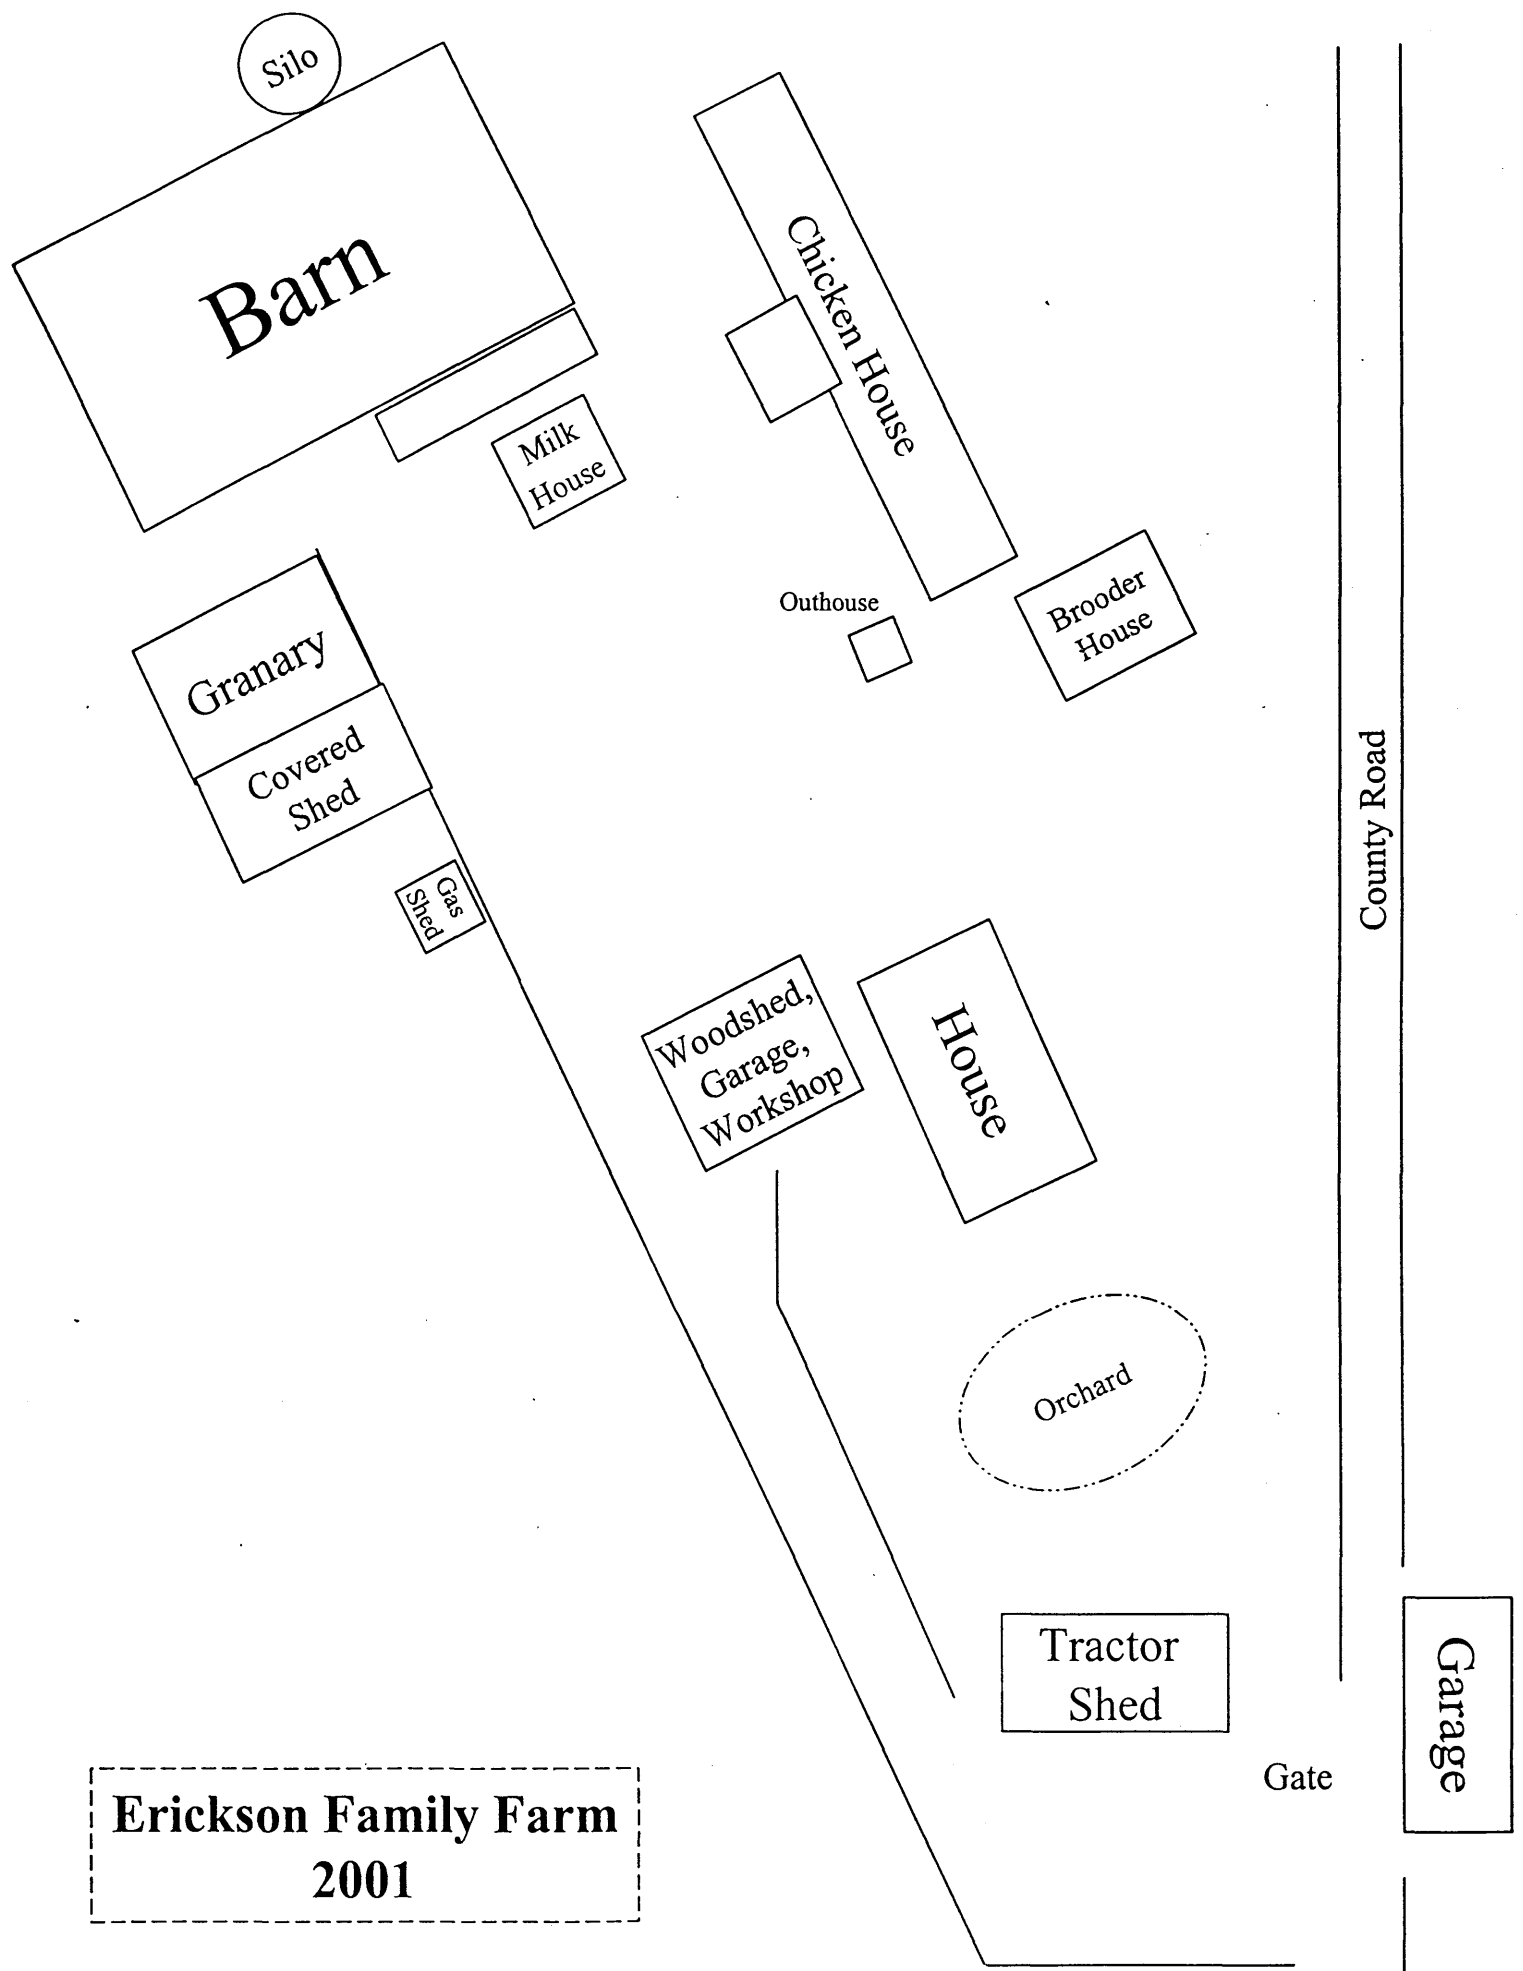 Silo
Barn
Chicken House
Milk
House
Outhouse
Brooder
House
Granary
Covered
Shed
Gas
Shed
County Road
Woodshed,
Garage,
Workshop
House
Orchard
Tractor
Shed
Garage
Gate
Erickson Family Farm
2001